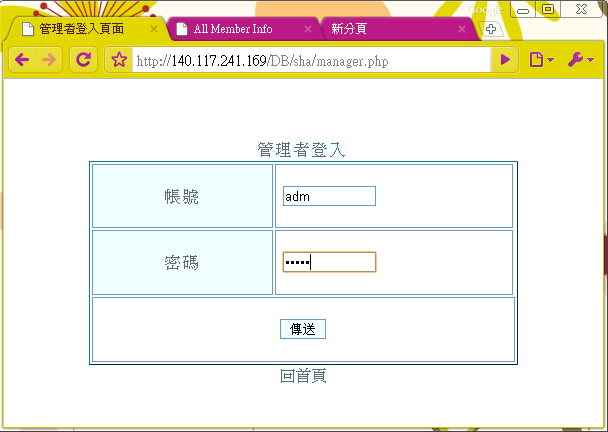 Google
管理者登入頁面
All Member Info
新分頁
http://140.117.241.169/DB/sha/manager.php
管理者登入
帳號
adm
密碼
•••••
傳送
回首頁